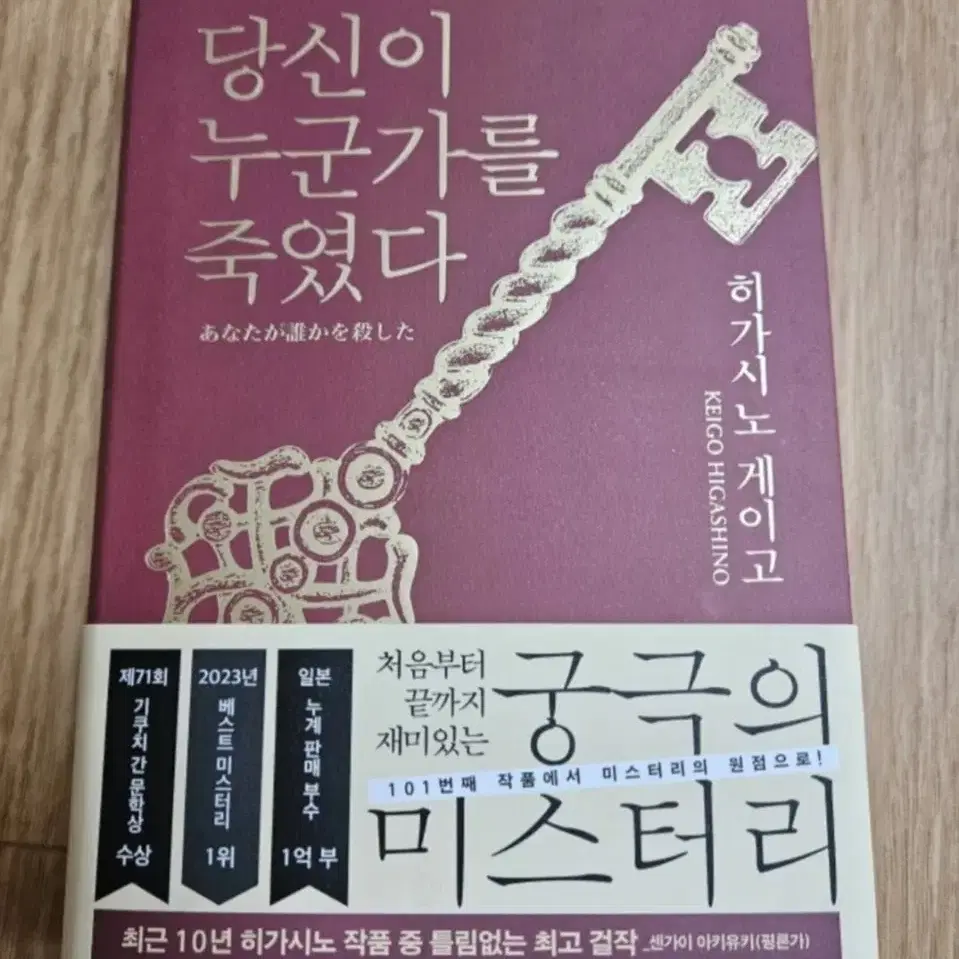 당신이
누군가를
죽였다
あなたが誰かを殺した
히가시노 게이고
KEIGO HIGASHINO
제71회
기쿠치 간 문학상
수상
2023년
베스트 미스터리
1위
일본
누계 판매 부수
1억 부
처음부터
끝까지
재미있는
궁극의
101번째 작품에서 미스터리의 원점으로!
미스터리
최근 10년 히가시노 작품 중 틀림없는 최고 걸작 _센가이 아키유키(평론가)